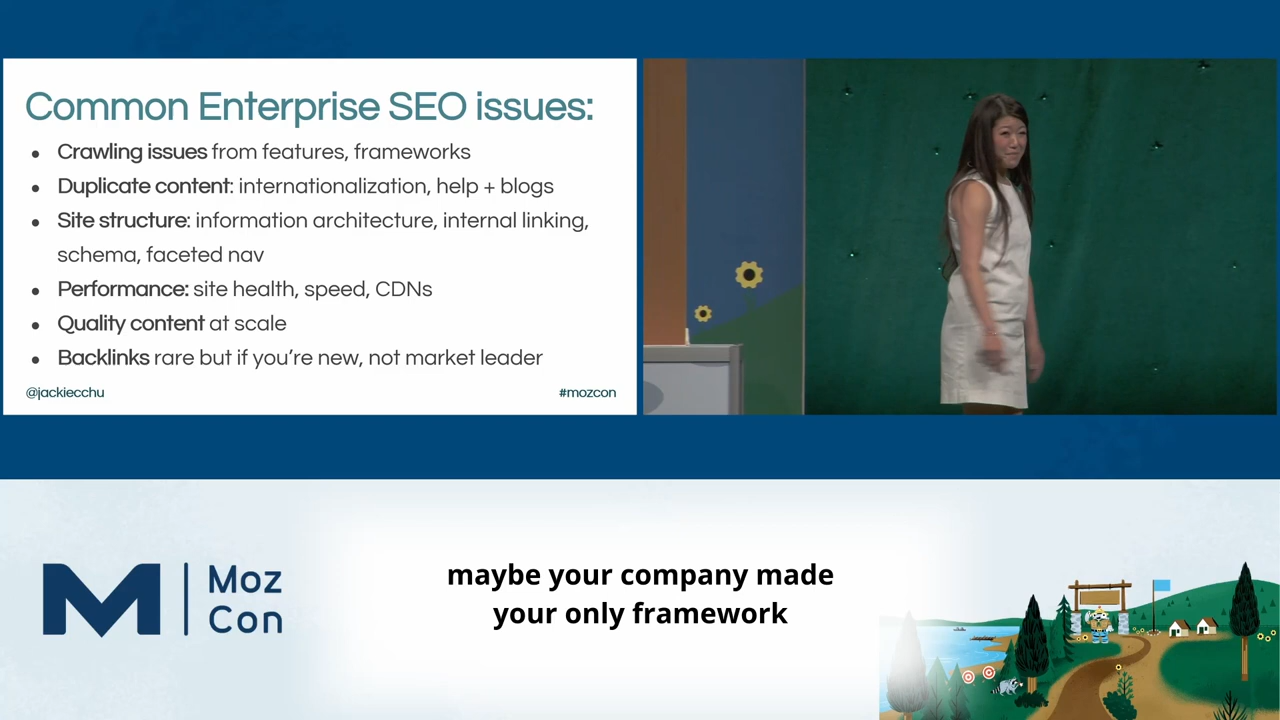 Common Enterprise SEO issues:
● Crawling issues from features, frameworks
● Duplicate content: internationalization, help + blogs
● Site structure: information architecture, internal linking,
schema, faceted nav
● Performance: site health, speed, CDNs
● Quality content at scale
● Backlinks rare but if you’re new, not market leader
@jackiecchu
#mozcon
Moz
Con
maybe your company made
your only framework